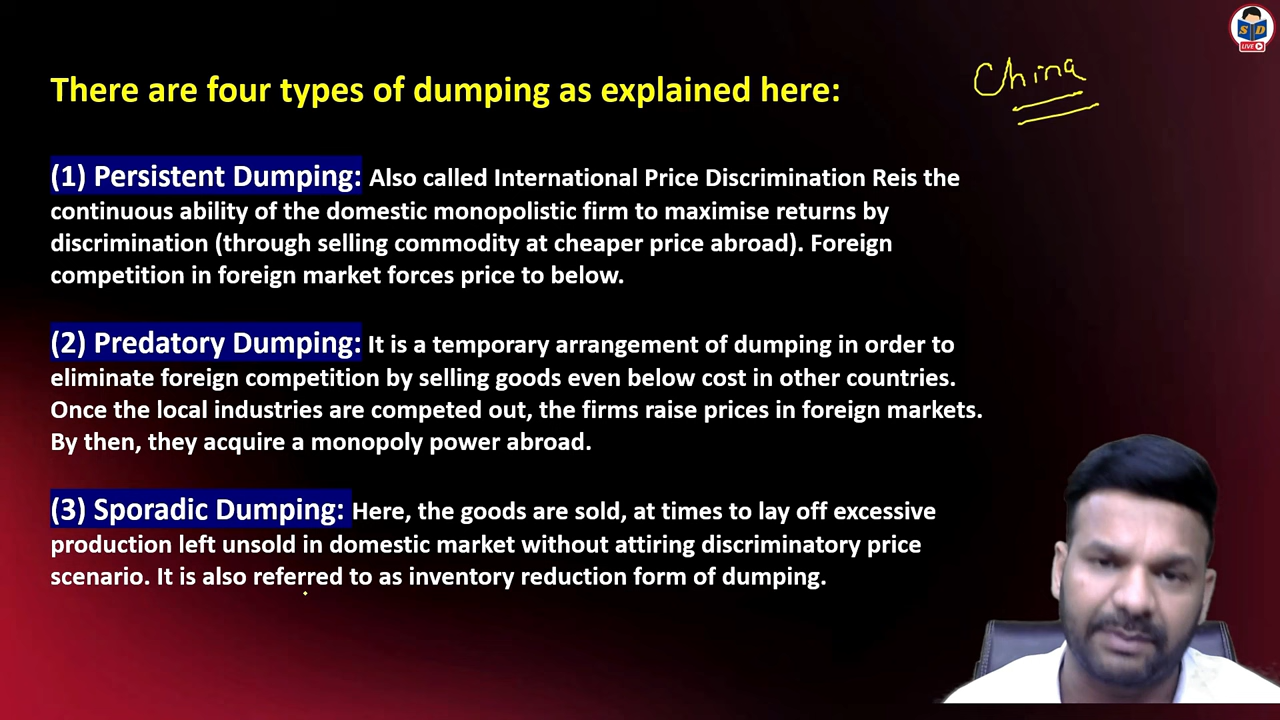 There are four types of dumping as explained here:
China
(1) Persistent Dumping: Also called International Price Discrimination Reis the
continuous ability of the domestic monopolistic firm to maximise returns by
discrimination (through selling commodity at cheaper price abroad). Foreign
competition in foreign market forces price to below.
(2) Predatory Dumping: It is a temporary arrangement of dumping in order to
eliminate foreign competition by selling goods even below cost in other countries.
Once the local industries are competed out, the firms raise prices in foreign markets.
By then, they acquire a monopoly power abroad.
(3) Sporadic Dumping: Here, the goods are sold, at times to lay off excessive
production left unsold in domestic market without attiring discriminatory price
scenario. It is also referred to as inventory reduction form of dumping.
S D
LIVE